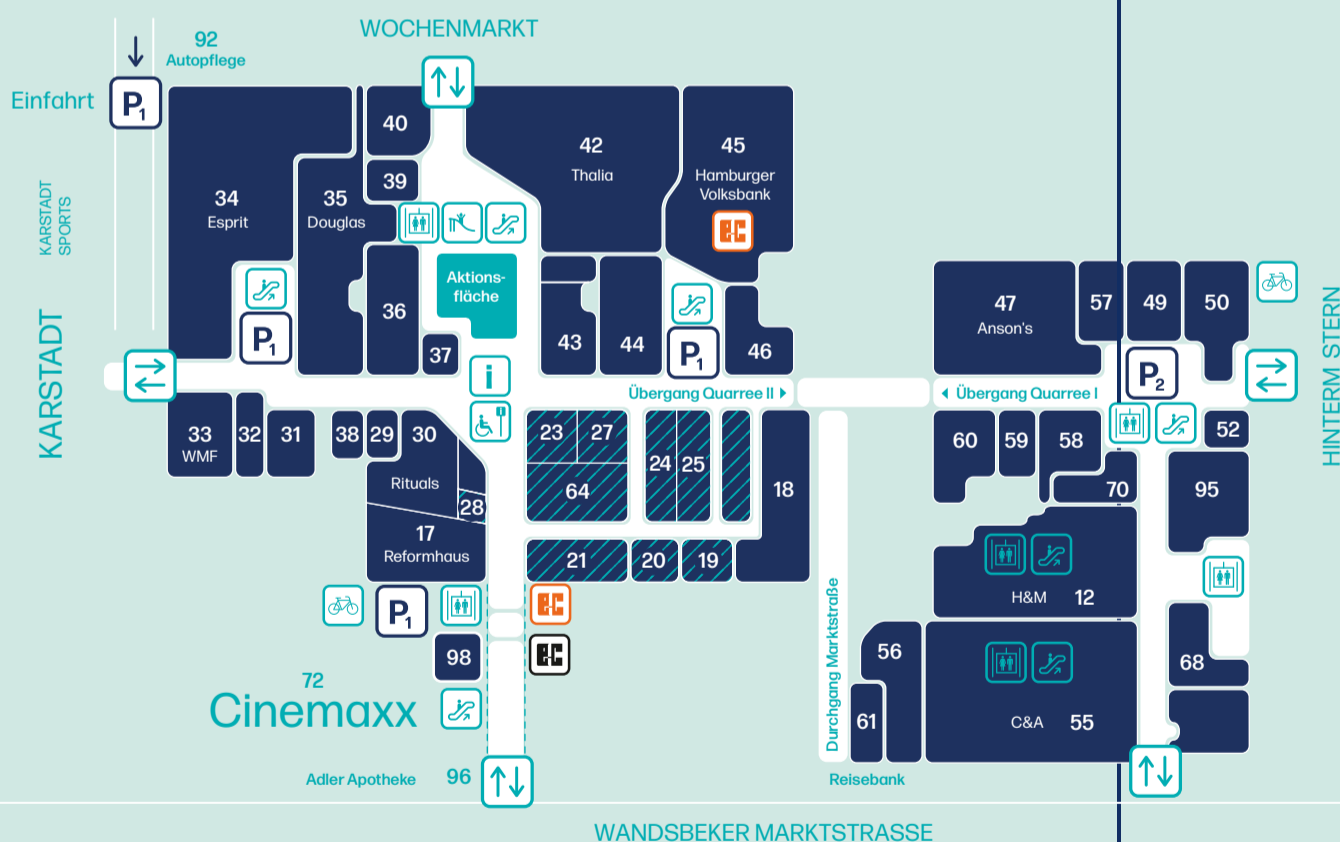 WOCHENMARKT
92
Autopflege
Einfahrt
P1
KARSTADT
SPORTS
KARSTADT
34
Esprit
35
Douglas
40
39
36
37
Aktions-
fläche
42
Thalia
45
Hamburger
Volksbank
ec
43
44
46
P1
P1
i
Übergang Quarree II
Übergang Quarree I
47
Anson's
57
49
50
P2
HINTERM STERN
33
WMF
32
31
38
29
30
Rituals
28
17
Reformhaus
23
27
64
24
25
18
21
20
19
60
59
58
70
52
95
H&M
12
68
P1
ec
ec
98
72
Cinemaxx
Adler Apotheke
96
Durchgang Marktstraße
56
61
C&A
55
Reisebank
WANDSBEKER MARKTSTRASSE